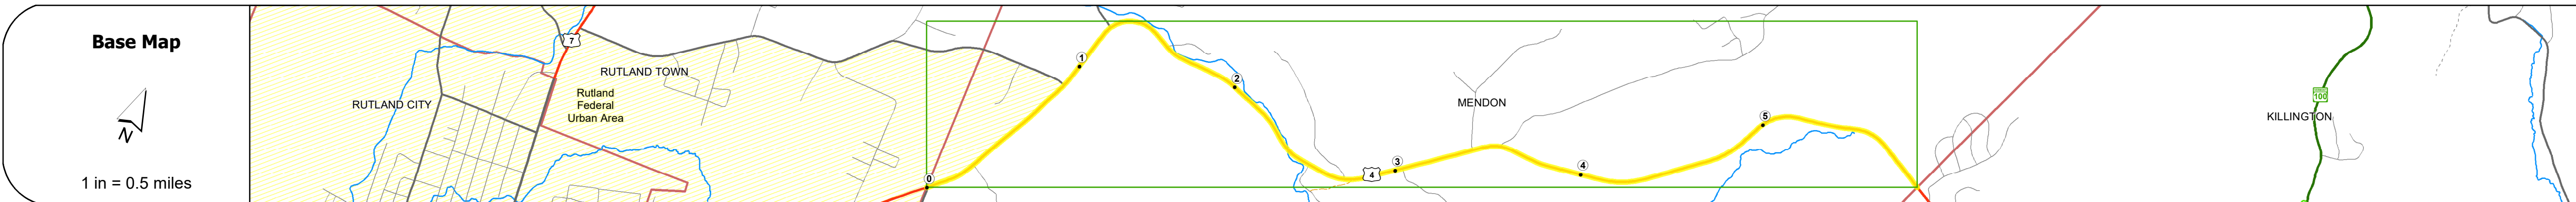 Base Map
N
1 in = 0.5 miles
7
RUTLAND TOWN
RUTLAND CITY
Rutland
Federal
Urban Area
0
1
2
3
4
4
5
MENDON
100
KILLINGTON